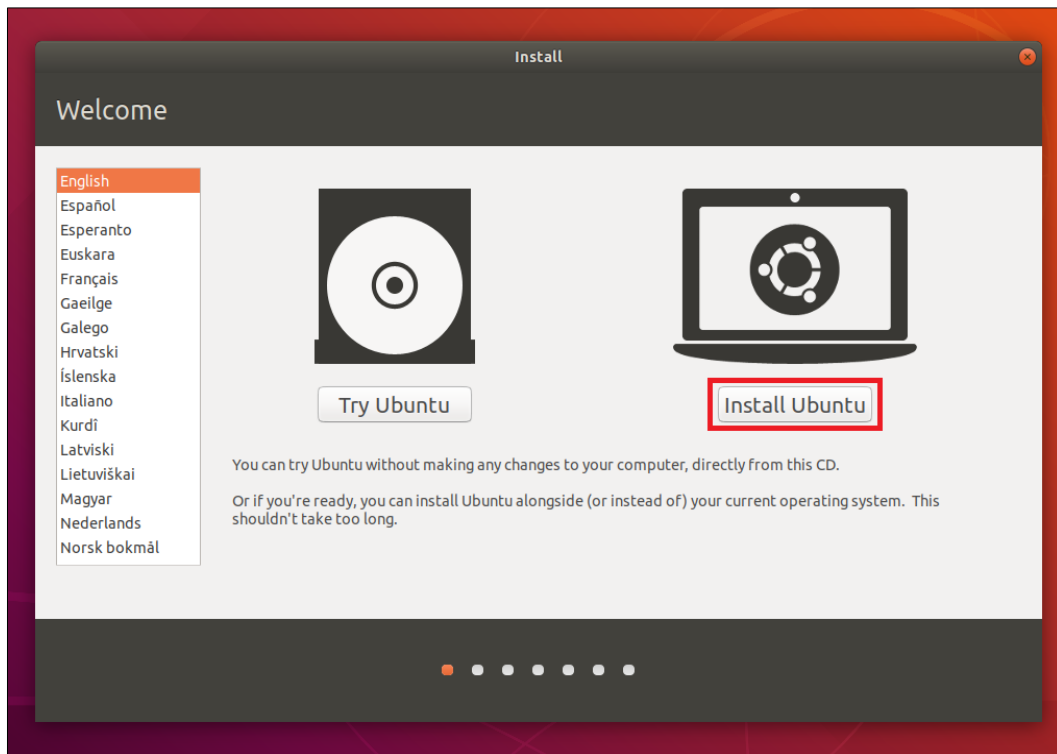 Install
Welcome
English
Español
Esperanto
Euskara
Français
Gaeilge
Galego
Hrvatski
Íslenska
Italiano
Kurdî
Latviski
Lietuviškai
Magyar
Nederlands
Norsk bokmål
Try Ubuntu
Install Ubuntu
You can try Ubuntu without making any changes to your computer, directly from this CD.
Or if you're ready, you can install Ubuntu alongside (or instead of) your current operating system. This
shouldn't take too long.